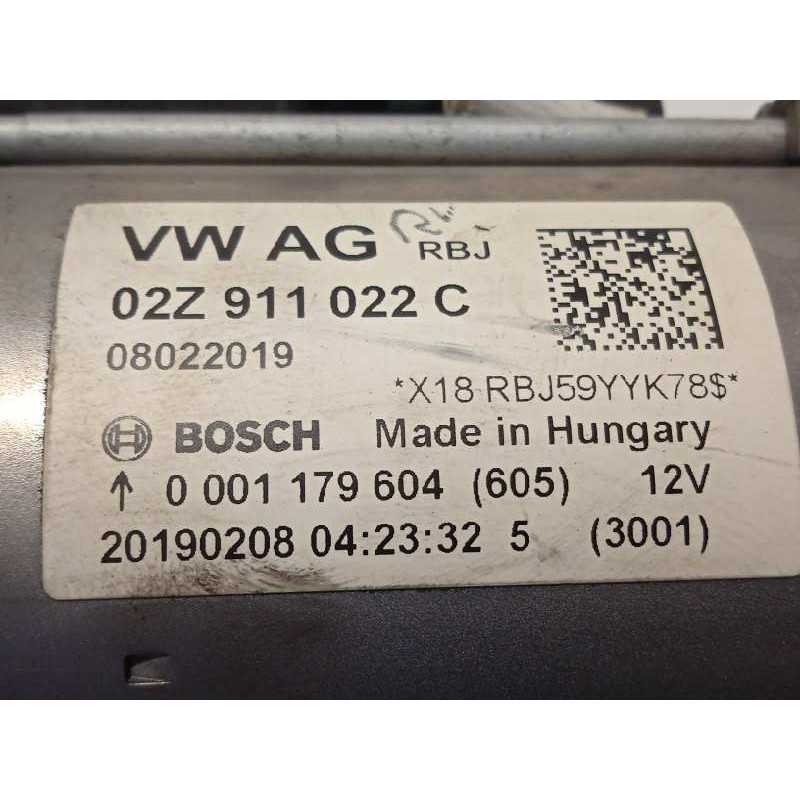 VW AG RBJ
02Z 911 022 C
08022019
*X18 RBJ59YYK78$*
BOSCH Made in Hungary
↑ 0 001 179 604 (605) 12V
20190208 04:23:32 5 (3001)